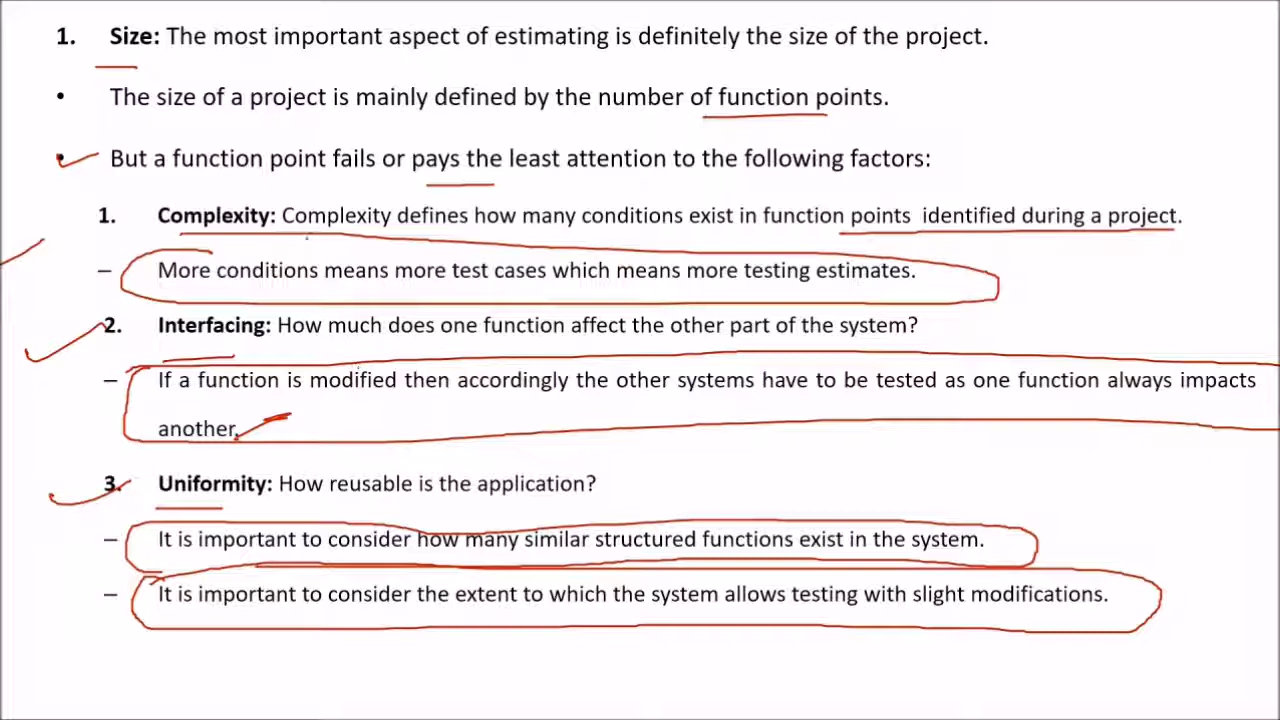 1. Size: The most important aspect of estimating is definitely the size of the project.
• The size of a project is mainly defined by the number of function points.
• But a function point fails or pays the least attention to the following factors:
1. Complexity: Complexity defines how many conditions exist in function points identified during a project.
– More conditions means more test cases which means more testing estimates.
2. Interfacing: How much does one function affect the other part of the system?
– If a function is modified then accordingly the other systems have to be tested as one function always impacts
another.
3. Uniformity: How reusable is the application?
– It is important to consider how many similar structured functions exist in the system.
– It is important to consider the extent to which the system allows testing with slight modifications.